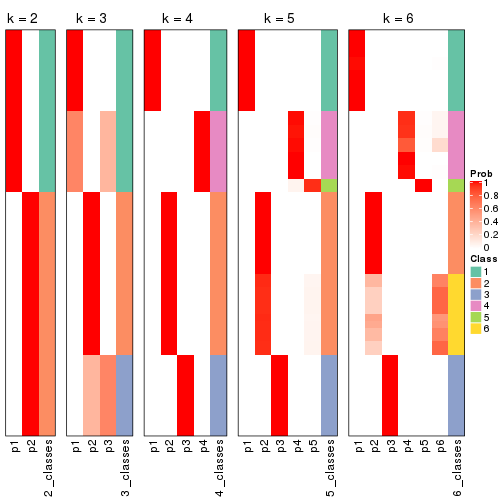 k = 2
k = 3
k = 4
k = 5
k = 6
Prob
1
0.8
0.6
0.4
0.2
0
Class
1
2
3
4
5
6
p1
p2
2_classes
p1
p2
p3
3_classes
p1
p2
p3
p4
4_classes
p1
p2
p3
p4
p5
5_classes
p1
p2
p3
p4
p5
p6
6_classes